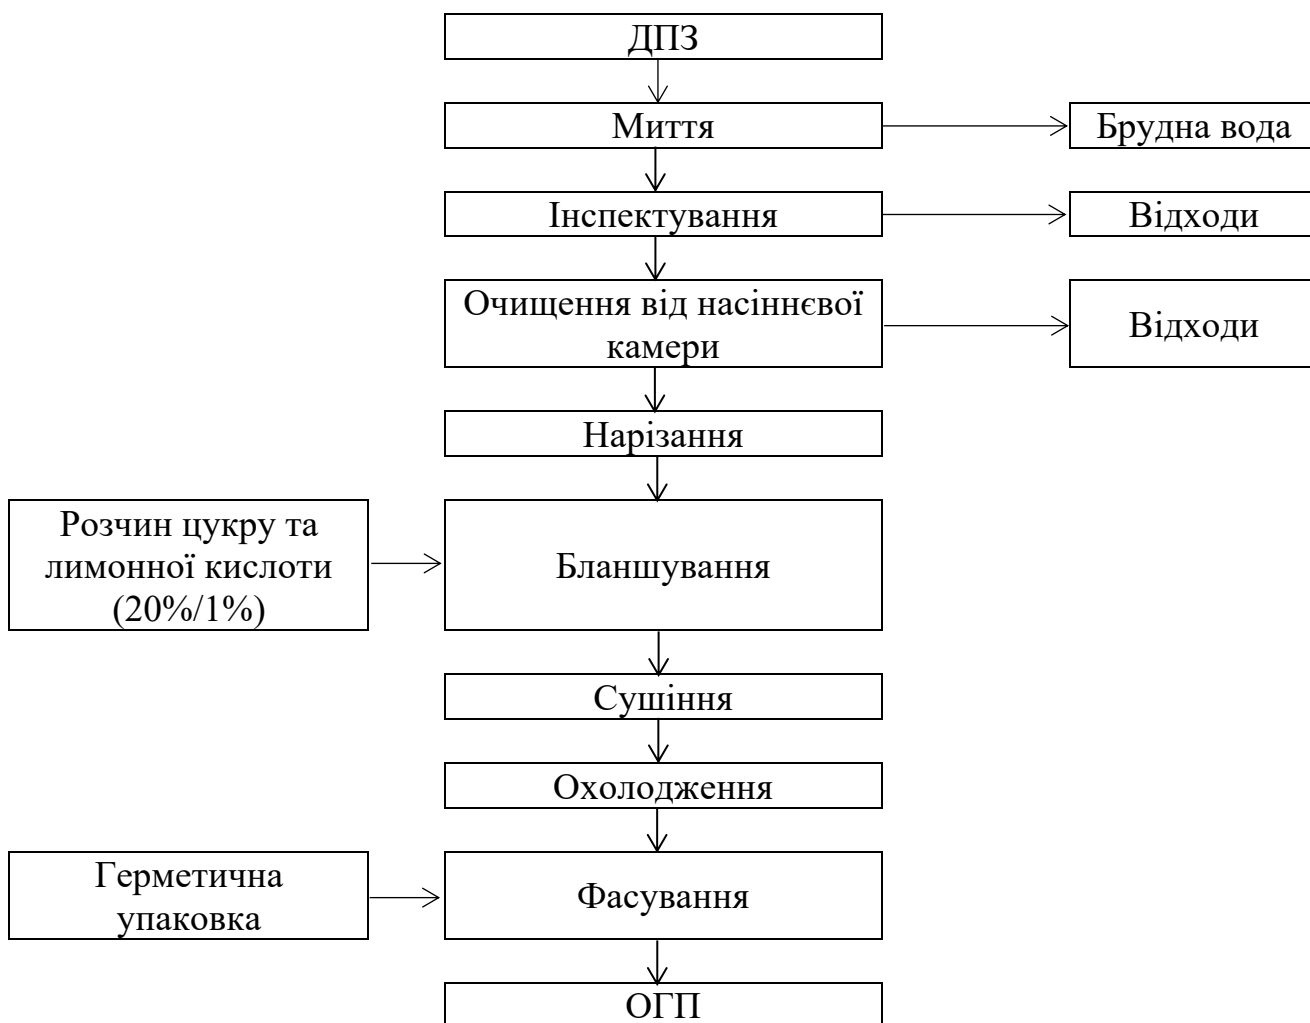 ДПЗ
Миття
Брудна вода
Інспектування
Відходи
Очищення від насіннєвої
камери
Відходи
Нарізання
Розчин цукру та
лимонної кислоти
(20%/1%)
Бланшування
Сушіння
Охолодження
Герметична
упаковка
Фасування
ОГП